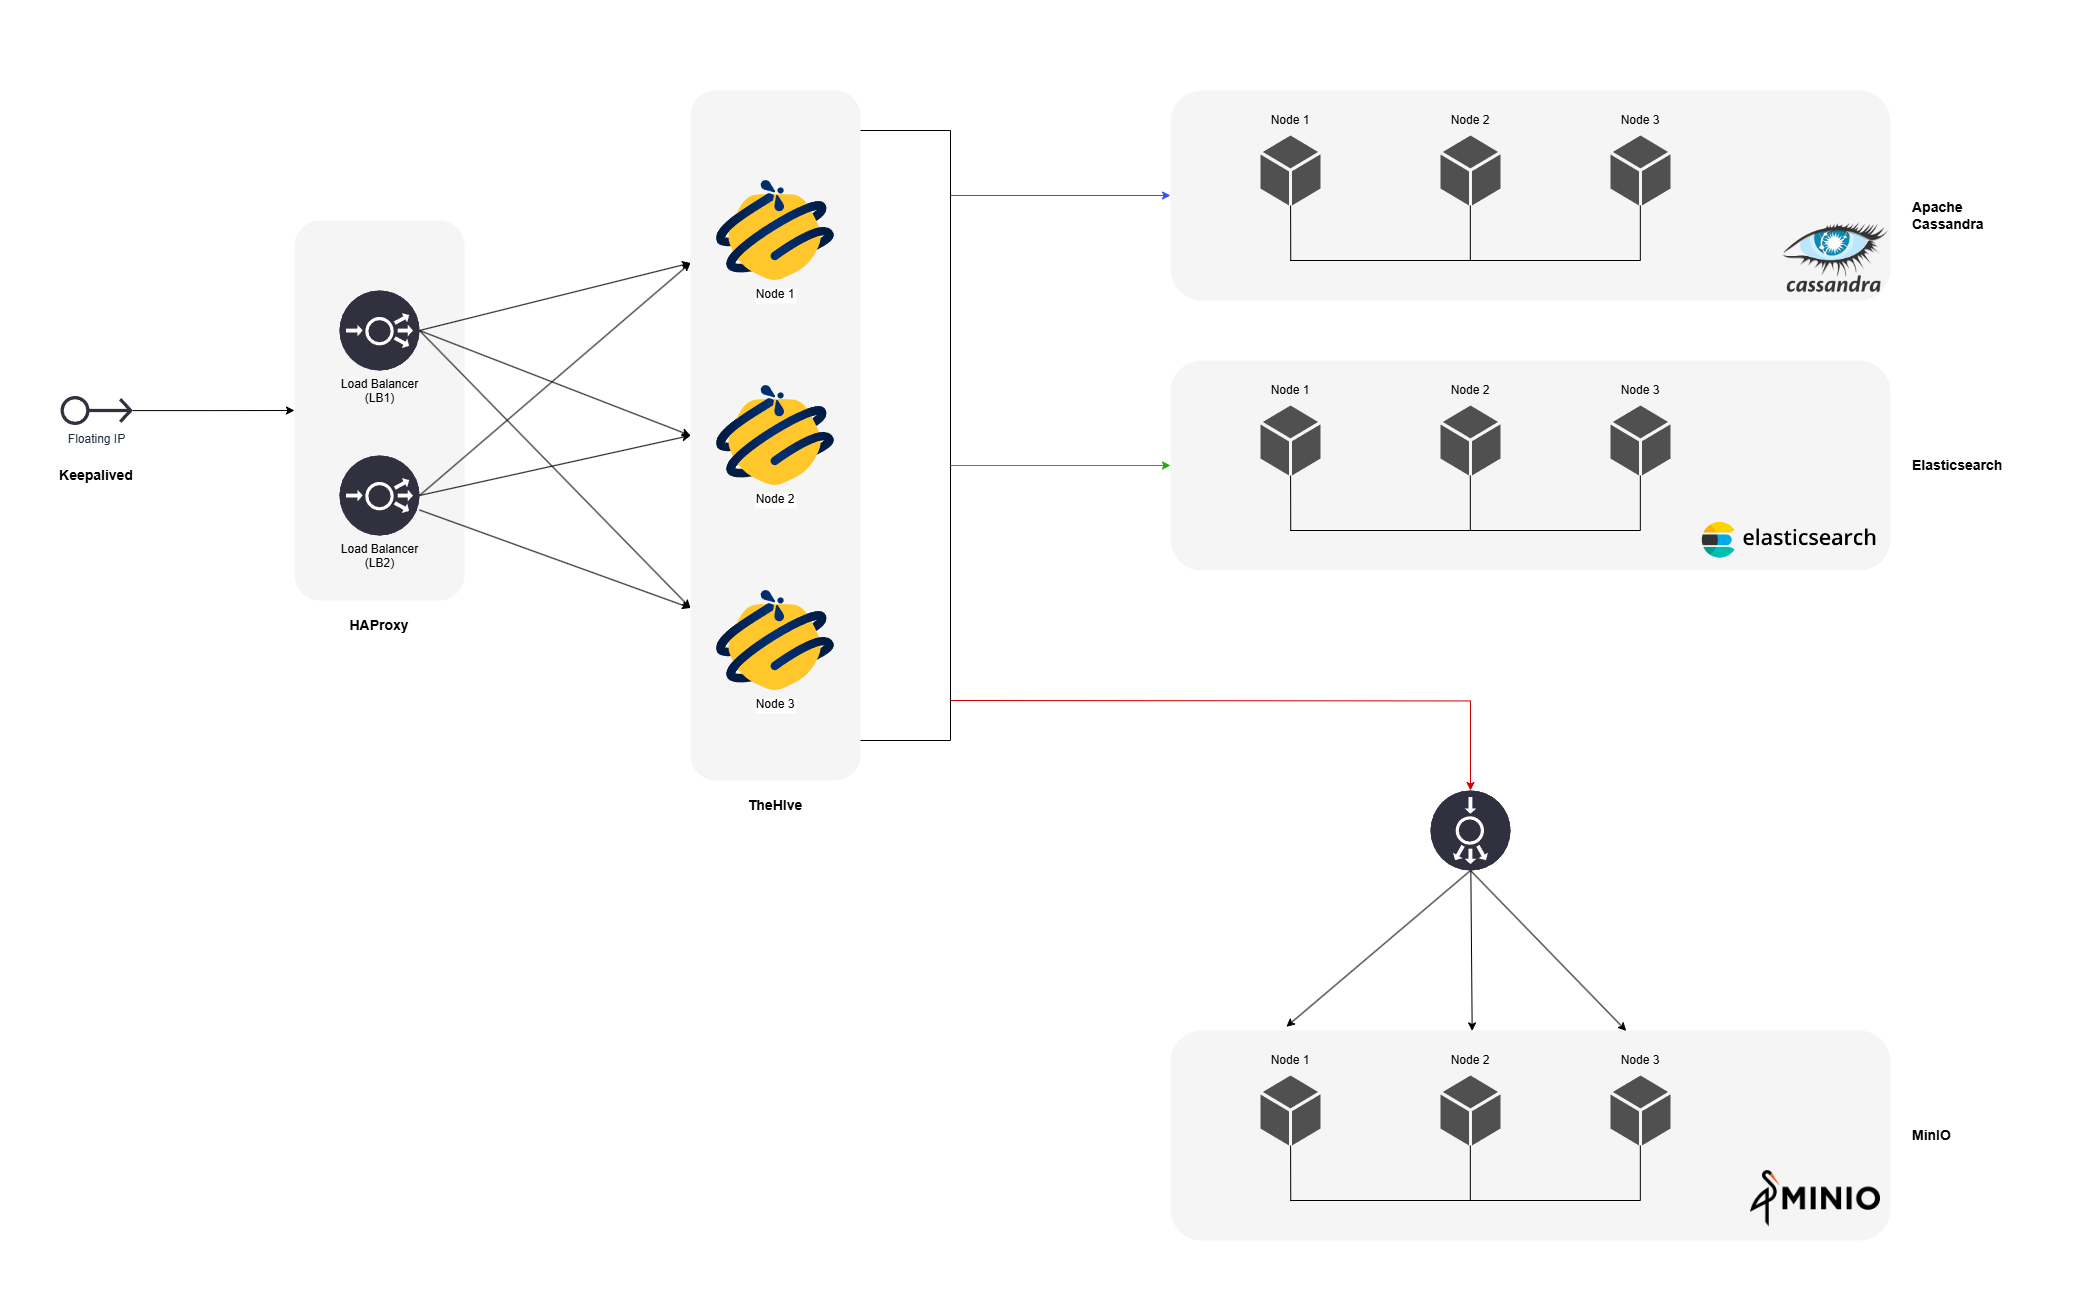 Floating IP
Keepalived
Load Balancer
(LB1)
Load Balancer
(LB2)
HAProxy
Node 1
Node 2
Node 3
TheHIve
Node 1
Node 2
Node 3
cassandra
Apache
Cassandra
Node 1
Node 2
Node 3
elasticsearch
Elasticsearch
Node 1
Node 2
Node 3
MINIO
MinIO